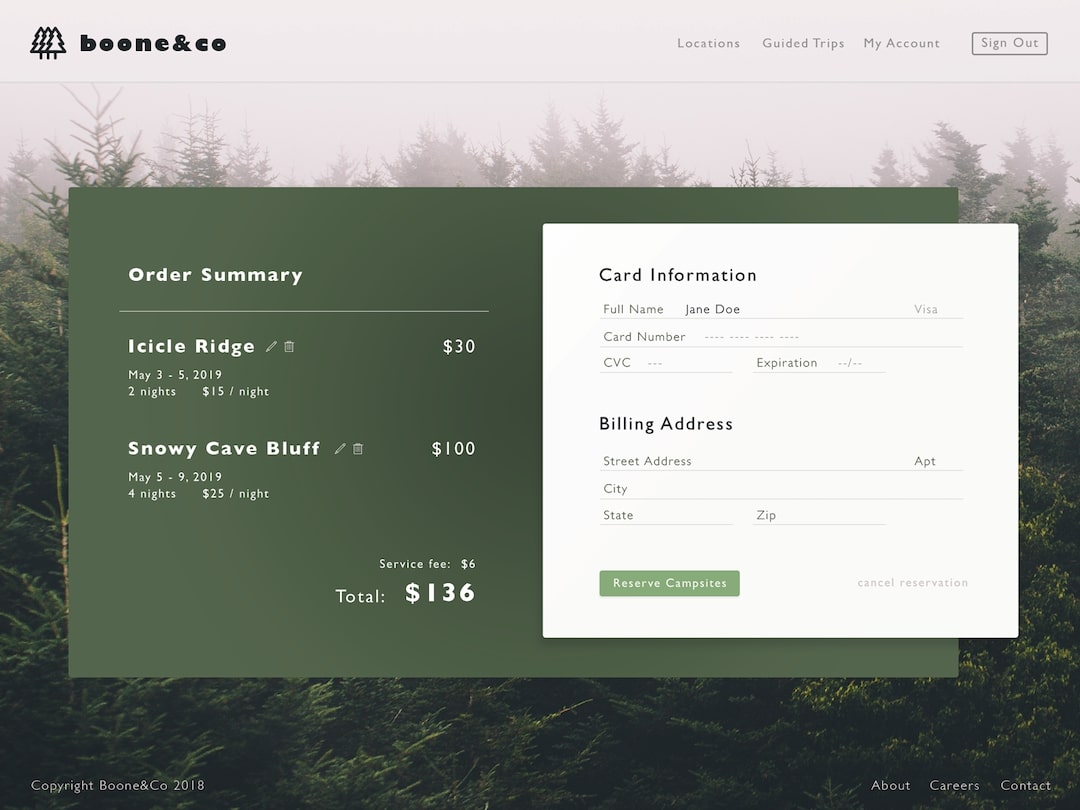 boone&co
Locations Guided Trips My Account Sign Out
Order Summary
Icicle Ridge $30
May 3 - 5, 2019
2 nights $15 / night
Snowy Cave Bluff $100
May 5 - 9, 2019
4 nights $25 / night
Service fee: $6
Total: $136
Card Information
Full Name Jane Doe Visa
Card Number ---- ---- ---- ----
CVC --- Expiration --/--
Billing Address
Street Address Apt
City
State Zip
Reserve Campsites cancel reservation
Copyright Boone&Co 2018 About Careers Contact